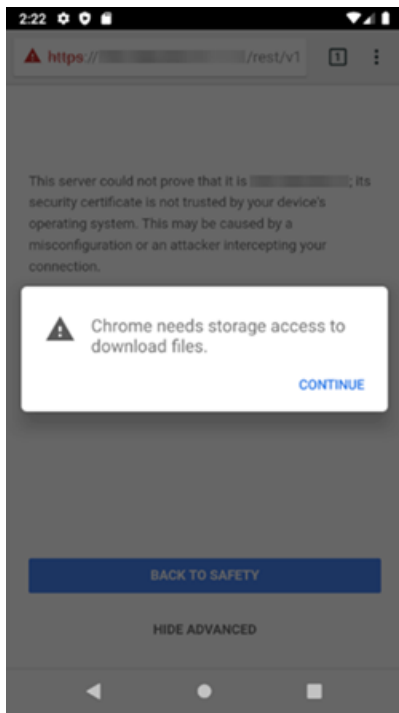 2:22
https:// /rest/v1 1
This server could not prove that it is ; its
security certificate is not trusted by your device's
operating system. This may be caused by a
misconfiguration or an attacker intercepting your
connection.
Chrome needs storage access to
download files.
CONTINUE
BACK TO SAFETY
HIDE ADVANCED